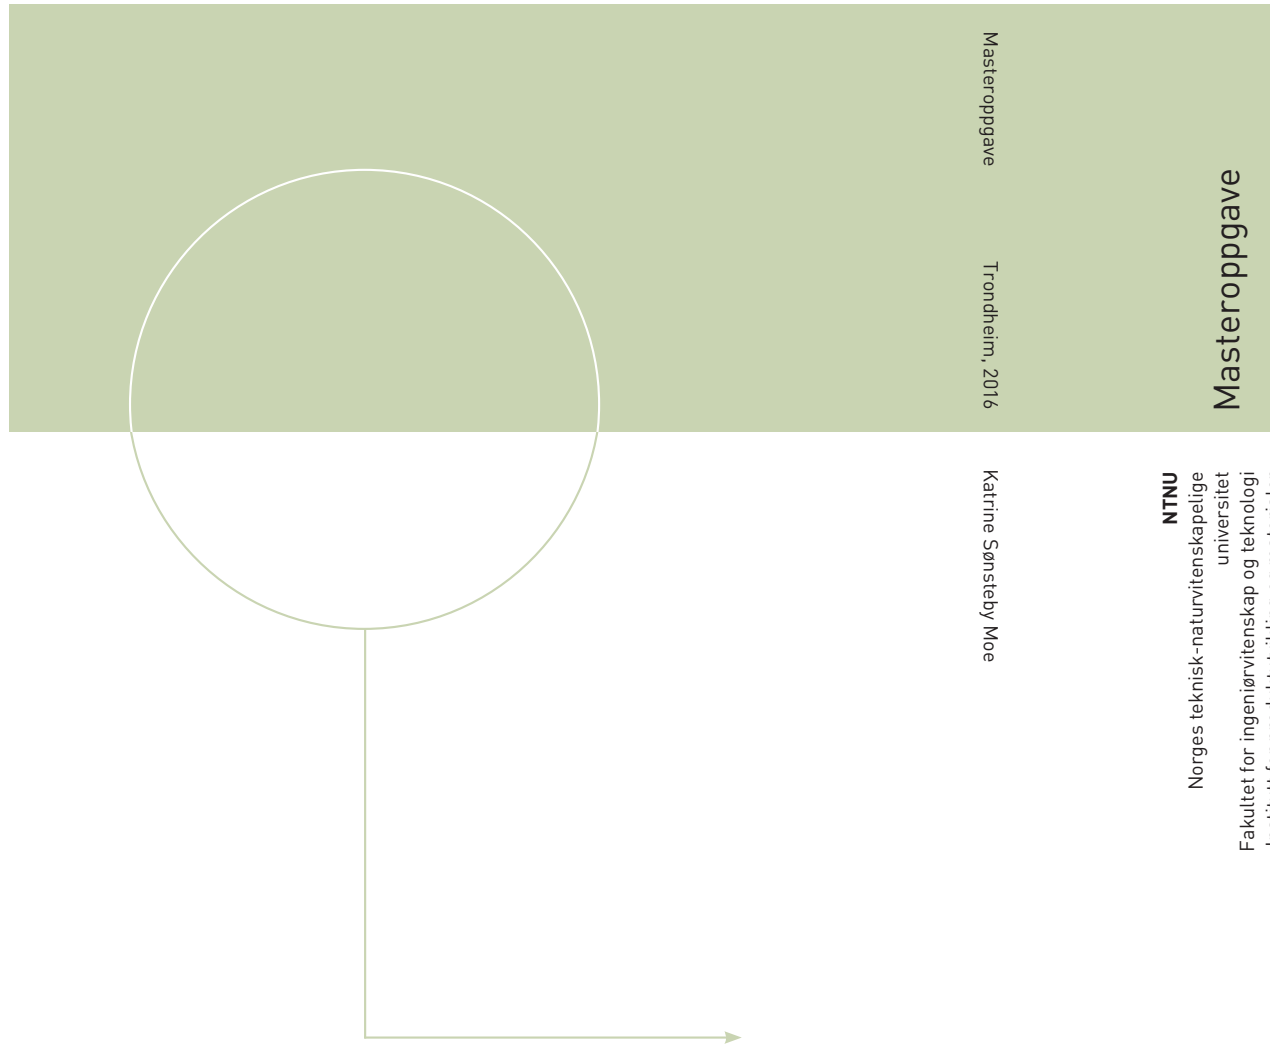 Masteroppgave
Trondheim, 2016
Katrine Sønsteby Moe
Masteroppgave
NTNU
Norges teknisk-naturvitenskapelige
universitet
Fakultet for ingeniørvitenskap og teknologi